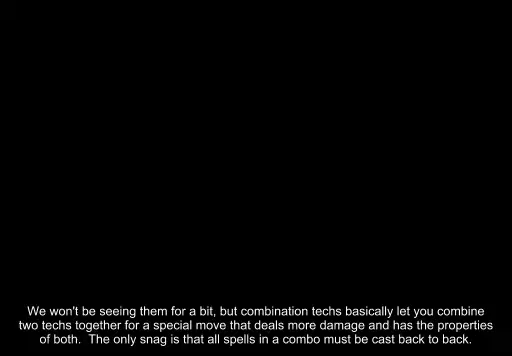 We won't be seeing them for a bit, but combination techs basically let you combine
two techs together for a special move that deals more damage and has the properties
of both.  The only snag is that all spells in a combo must be cast back to back.